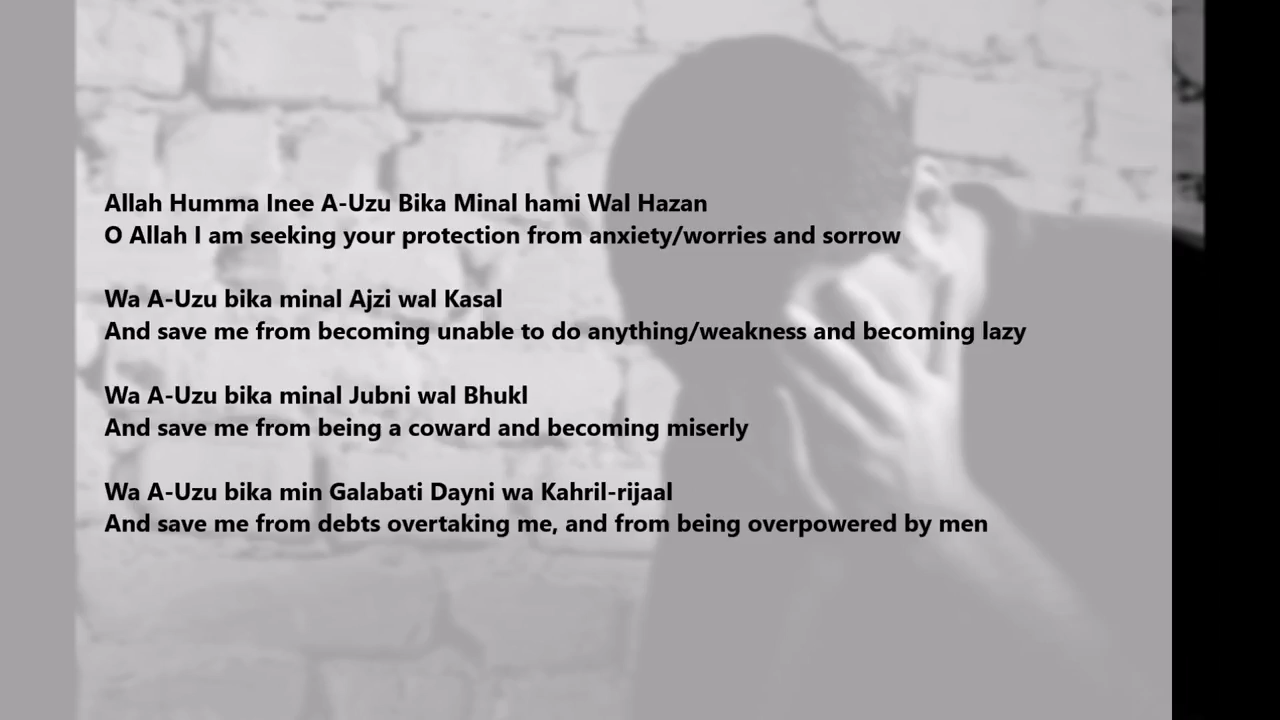 Allah Humma Inee A-Uzu Bika Minal hami Wal Hazan
O Allah I am seeking your protection from anxiety/worries and sorrow
Wa A-Uzu bika minal Ajzi wal Kasal
And save me from becoming unable to do anything/weakness and becoming lazy
Wa A-Uzu bika minal Jubni wal Bhukl
And save me from being a coward and becoming miserly
Wa A-Uzu bika min Galabati Dayni wa Kahril-rijaal
And save me from debts overtaking me, and from being overpowered by men